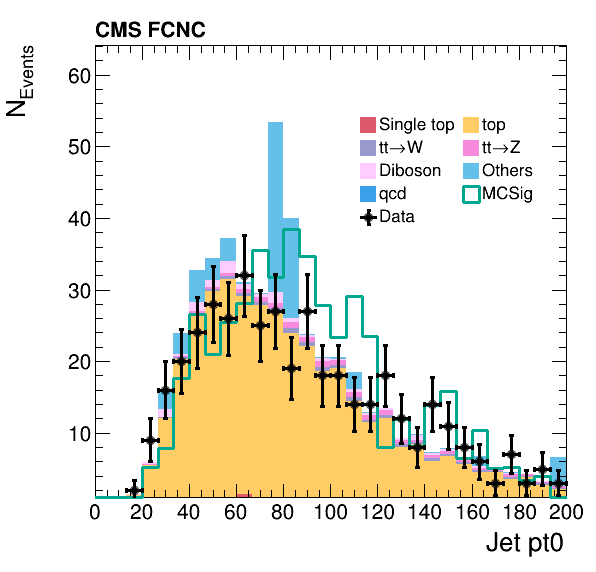 CMS FCNC
N_Events
60
50
40
30
20
10
Single top top
tt→W tt→Z
Diboson Others
qcd MCSig
Data
0 20 40 60 80 100 120 140 160 180 200
Jet pt0